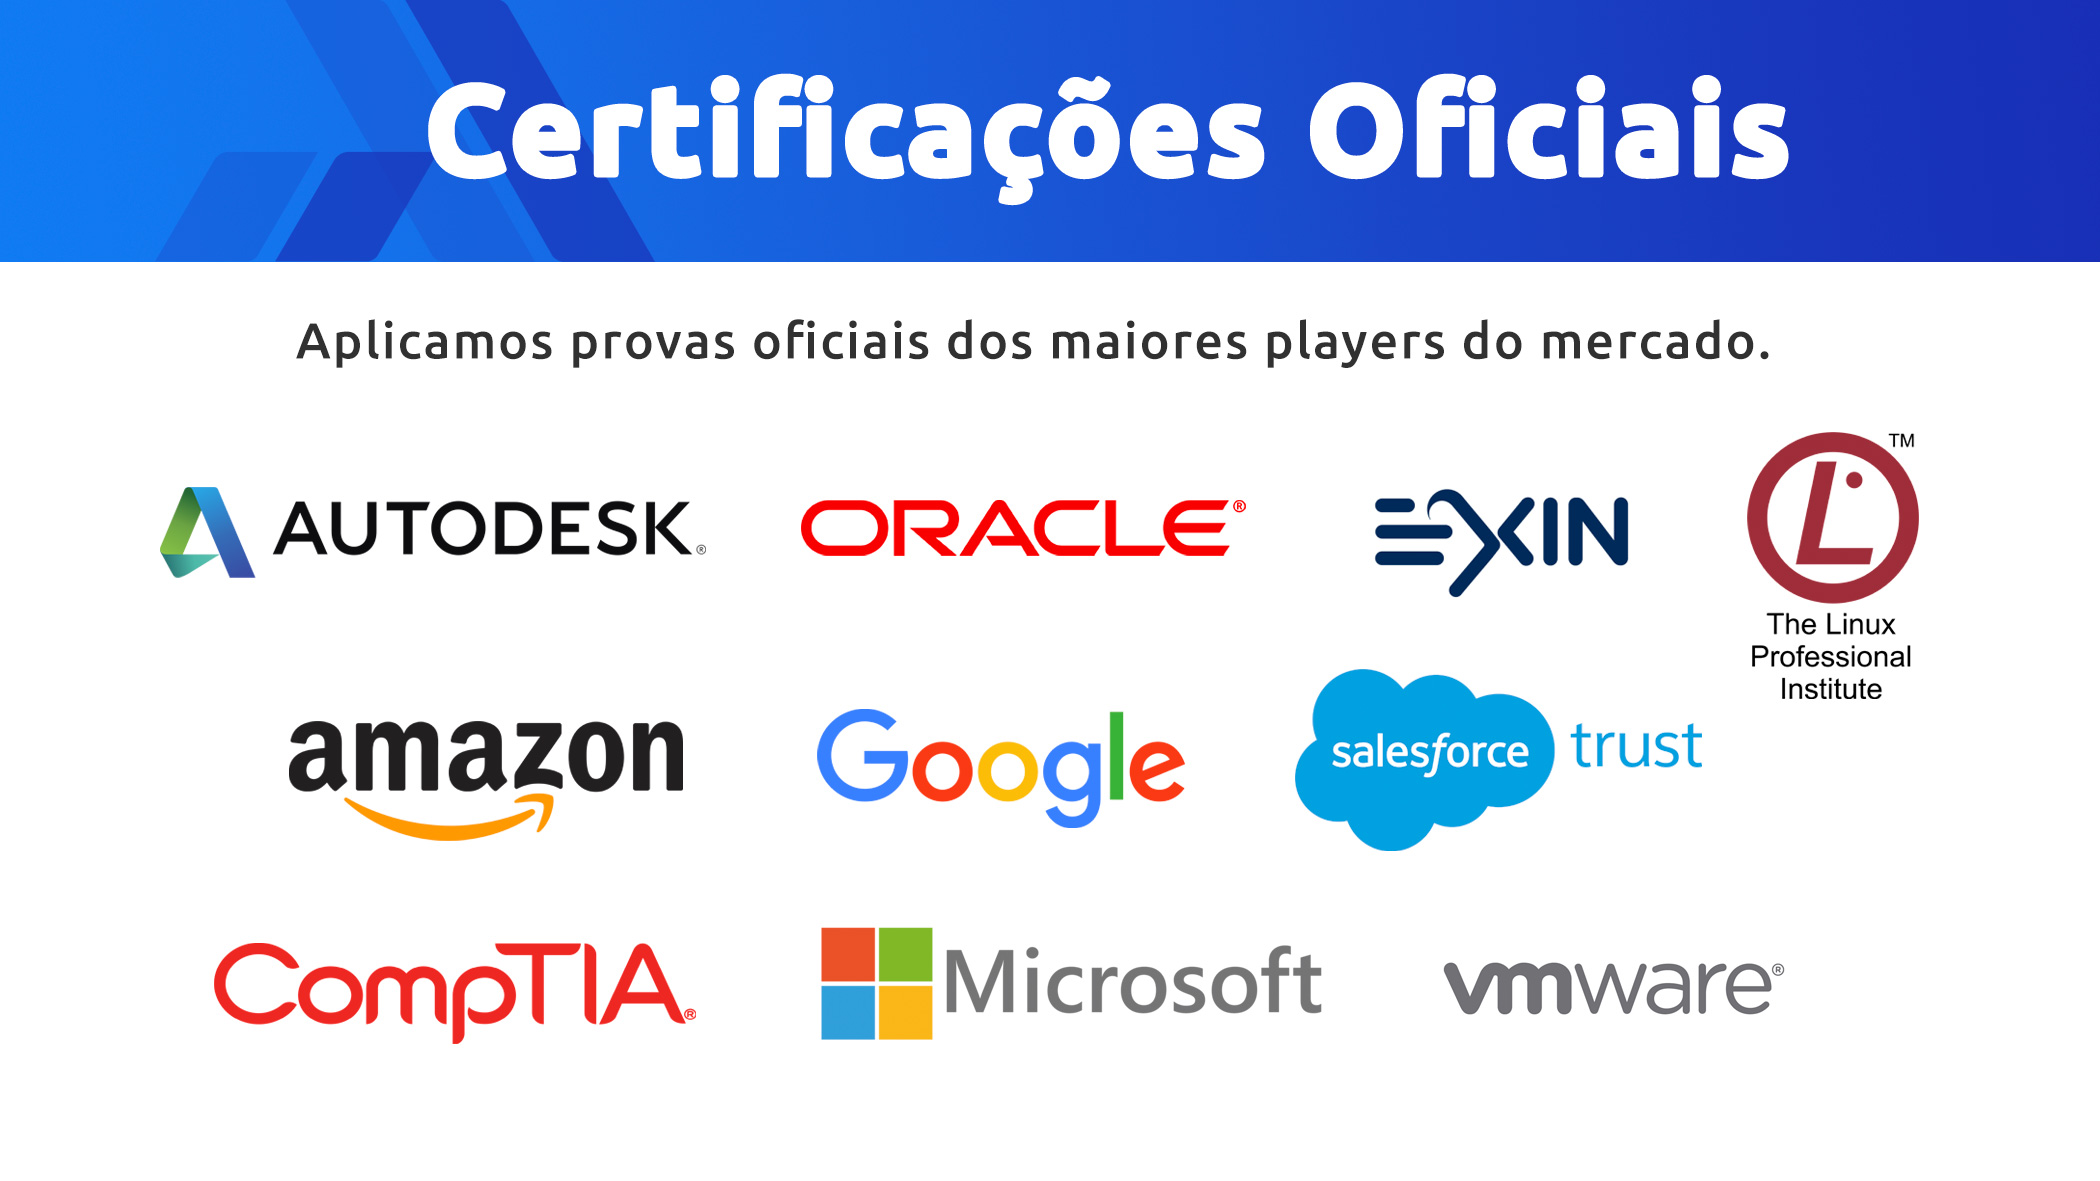 Certificações Oficiais
Aplicamos provas oficiais dos maiores players do mercado.
AUTODESK®
ORACLE®
EXIN
L TM
The Linux
Professional
Institute
amazon
Google
salesforce trust
CompTIA®
Microsoft
vmware®